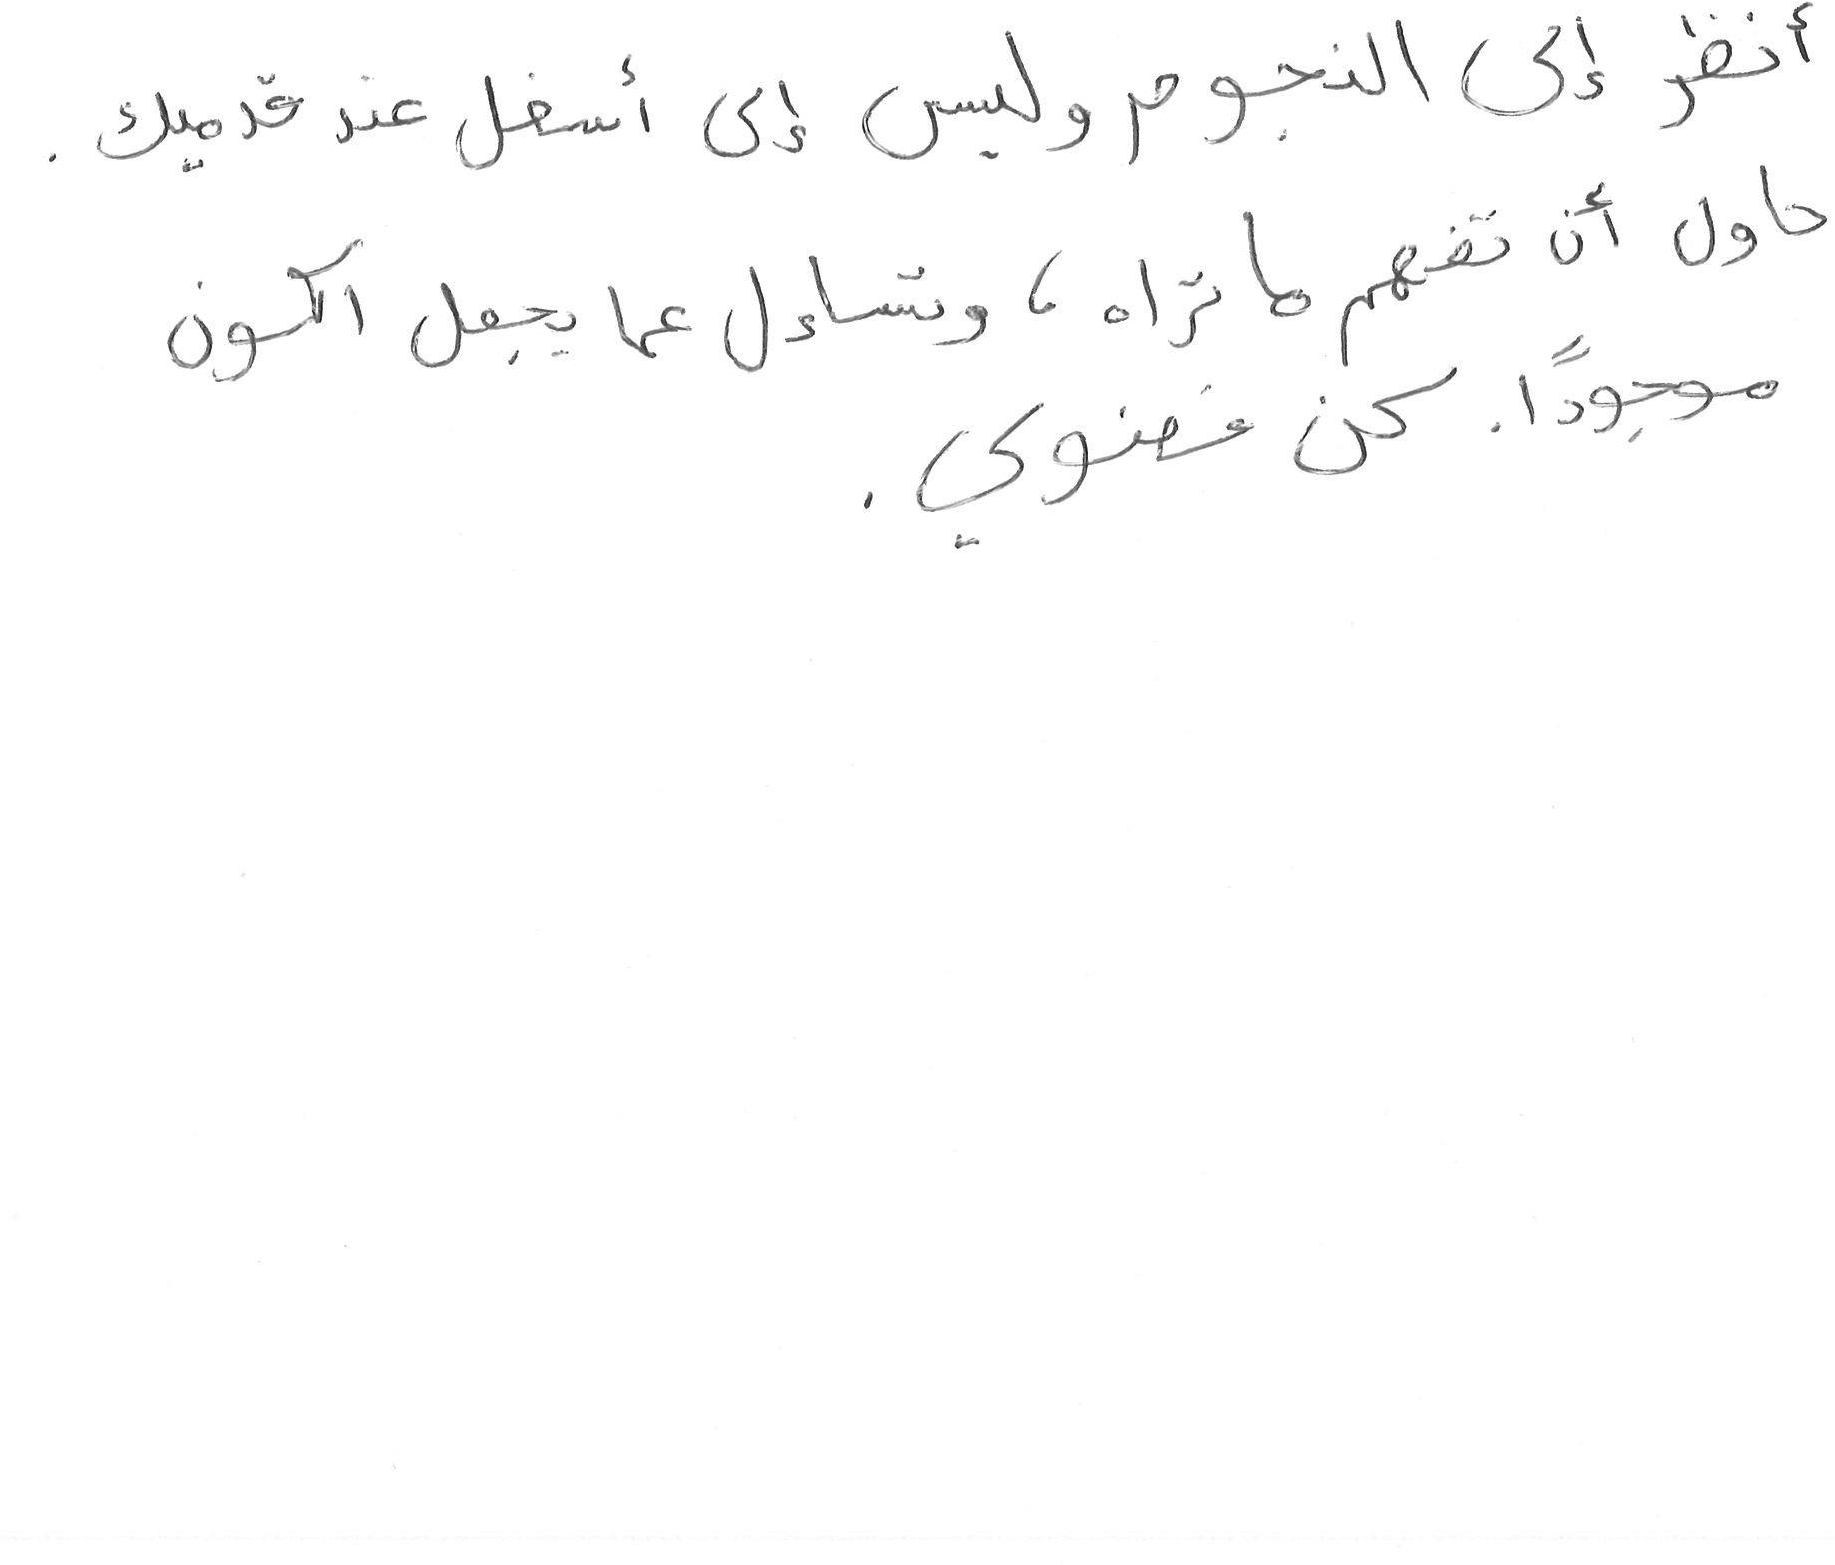 أنظر إلى النجوم وليس إلى أسفل عند قدميك.
حاول أن تفهم ما تراه، وتساءل عما يجعل الكون
موجودًا. كن فضولي.